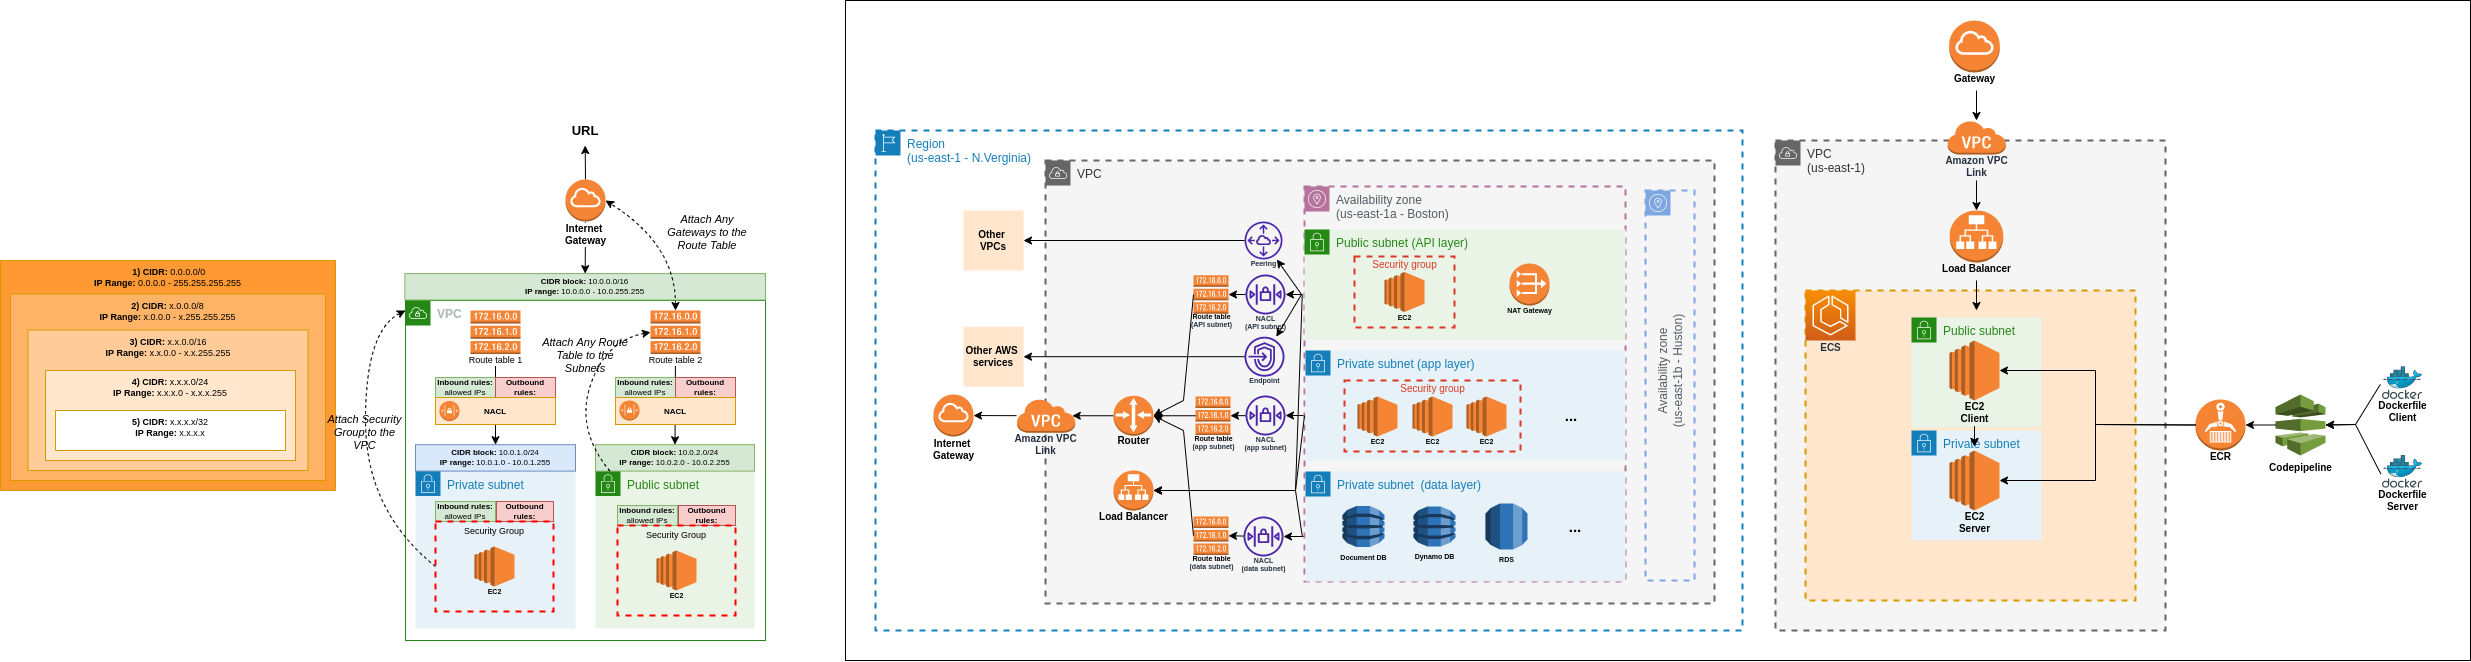 1) CIDR: 0.0.0.0/0
IP Range: 0.0.0.0 - 255.255.255.255
2) CIDR: x.0.0.0/8
IP Range: x.0.0.0 - x.255.255.255
3) CIDR: x.x.0.0/16
IP Range: x.x.0.0 - x.x.255.255
4) CIDR: x.x.x.0/24
IP Range: x.x.x.0 - x.x.x.255
5) CIDR: x.x.x.x/32
IP Range: x.x.x.x
URL
Internet
Gateway
Attach Any
Gateways to the
Route Table
CIDR block: 10.0.0.0/16
IP range: 10.0.0.0 - 10.0.255.255
VPC
172.16.0.0
172.16.1.0
172.16.2.0
Route table 1
172.16.0.0
172.16.1.0
172.16.2.0
Route table 2
Attach Any Route
Table to the
Subnets
Attach Security
Group to the
VPC
Inbound rules:
allowed IPs
Outbound
rules:
NACL
Inbound rules:
allowed IPs
Outbound
rules:
NACL
CIDR block: 10.0.1.0/24
IP range: 10.0.1.0 - 10.0.1.255
Private subnet
Inbound rules:
allowed IPs
Outbound
rules:
Security Group
EC2
CIDR block: 10.0.2.0/24
IP range: 10.0.2.0 - 10.0.2.255
Public subnet
Inbound rules:
allowed IPs
Outbound
rules:
Security Group
EC2
Region
(us-east-1 - N.Verginia)
VPC
Other
VPCs
Other AWS
services
Internet
Gateway
VPC
Amazon VPC
Link
Router
Load Balancer
Peering
172.16.0.0
172.16.1.0
172.16.2.0
Route table
(API subnet)
NACL
(API subnet)
Endpoint
172.16.0.0
172.16.1.0
172.16.2.0
Route table
(app subnet)
NACL
(app subnet)
172.16.0.0
172.16.1.0
172.16.2.0
Route table
(data subnet)
NACL
(data subnet)
Availability zone
(us-east-1a - Boston)
Public subnet (API layer)
Security group
EC2
NAT Gateway
Private subnet (app layer)
Security group
EC2
EC2
EC2
...
Private subnet (data layer)
Document DB
Dynamo DB
RDS
...
Availability zone
(us-east-1b - Huston)
Gateway
VPC
(us-east-1)
VPC
Amazon VPC
Link
Load Balancer
ECS
Public subnet
EC2
Client
Private subnet
EC2
Server
ECR
Codepipeline
docker
Dockerfile
Client
docker
Dockerfile
Server